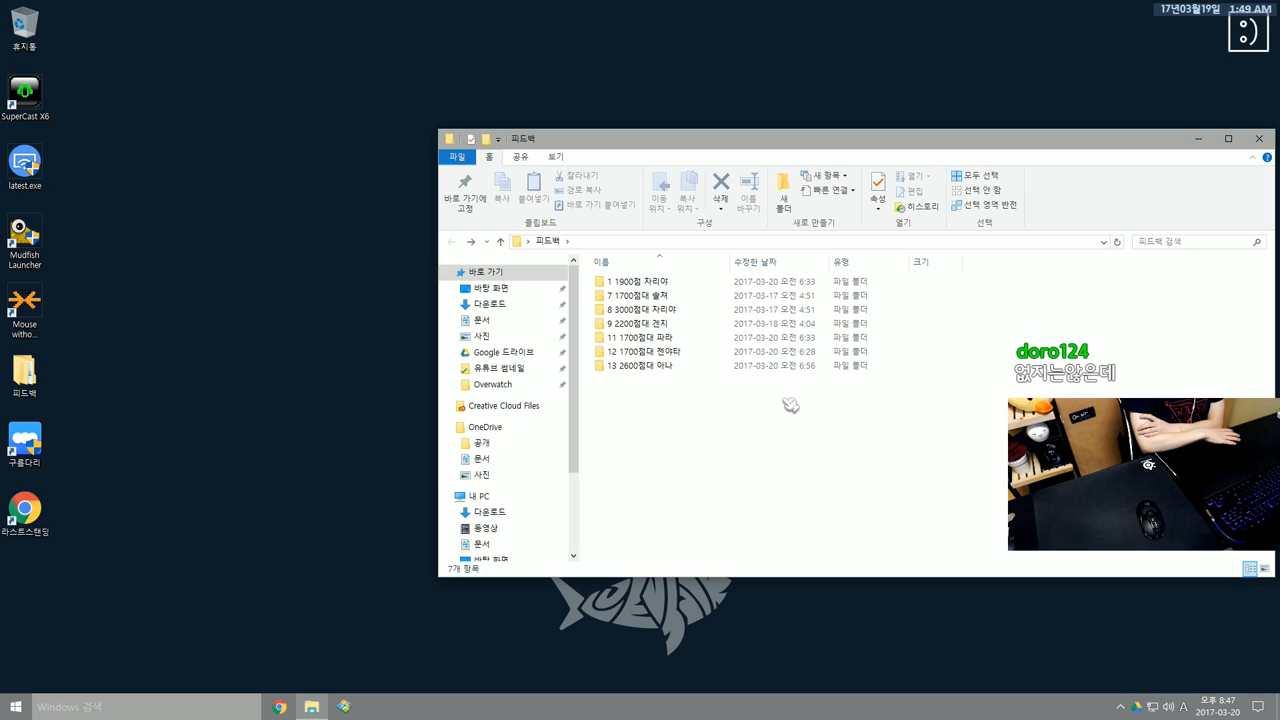 17년03월19일 1:49 AM
:)
휴지통
SuperCast X6
latest.exe
Mudfish
Launcher
Mouse
witho...
피드백
구름다리
라스트스탠딩
피드백
파일 홈 공유 보기
바로 가기에
고정
복사
붙여넣기
잘라내기
경로 복사
바로 가기 붙여넣기
클립보드
이동
위치
복사
위치
삭제
이름
바꾸기
구성
새
폴더
새 항목
빠른 연결
새로 만들기
속성
열기
편집
히스토리
열기
모두 선택
선택 안 함
선택 영역 반전
선택
피드백
피드백 검색
바로 가기
바탕 화면
다운로드
문서
사진
Google 드라이브
유튜브 썸네일
Overwatch
Creative Cloud Files
OneDrive
공개
문서
사진
내 PC
다운로드
동영상
문서
바탕 화면
이름 수정한 날짜 유형 크기
1 1900점 자리야 2017-03-20 오전 6:33 파일 폴더
7 1700점대 솔져 2017-03-17 오전 4:51 파일 폴더
8 3000점대 자리야 2017-03-17 오전 4:51 파일 폴더
9 2200점대 겐지 2017-03-18 오전 4:04 파일 폴더
11 1700점대 파라 2017-03-20 오전 6:33 파일 폴더
12 1700점대 젠야타 2017-03-20 오전 6:28 파일 폴더
13 2600점대 아나 2017-03-20 오전 6:56 파일 폴더
doro124
없지는않은데
7개 항목
Windows 검색
A
오후 8:47
2017-03-20